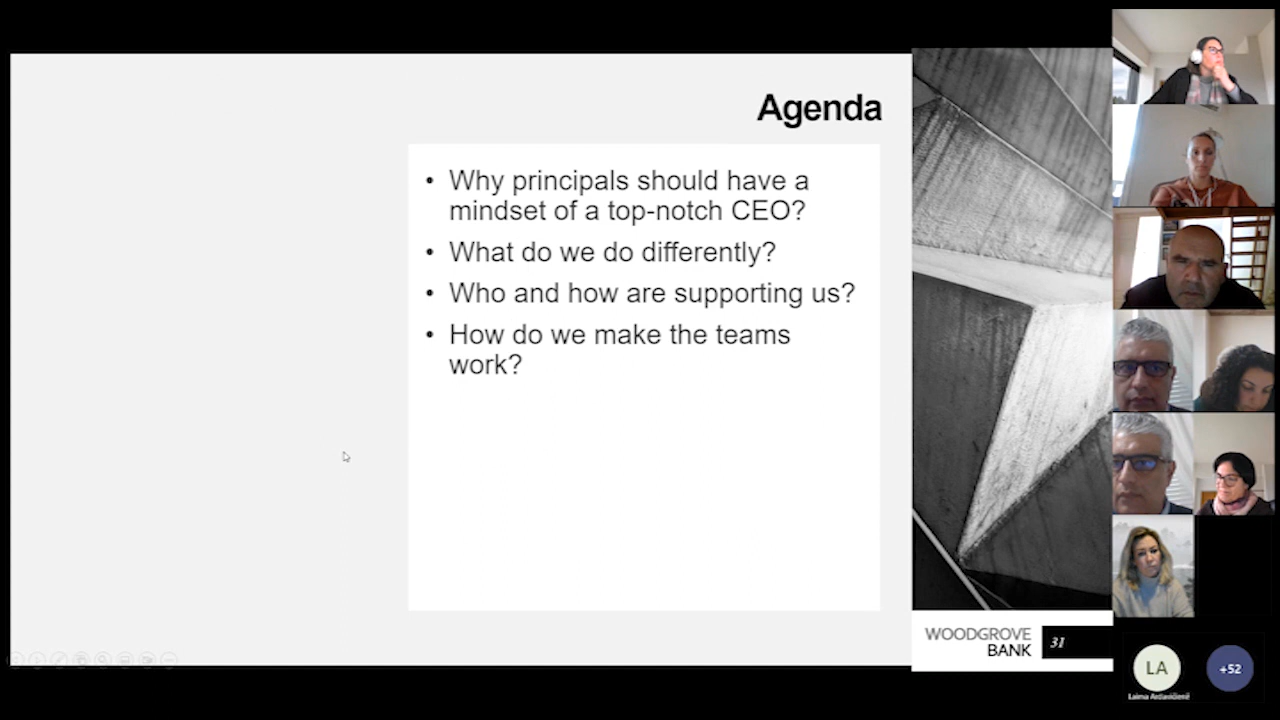 Agenda
• Why principals should have a
mindset of a top-notch CEO?
• What do we do differently?
• Who and how are supporting us?
• How do we make the teams
work?
WOODGROVE
BANK
31
LA
+52
Laima